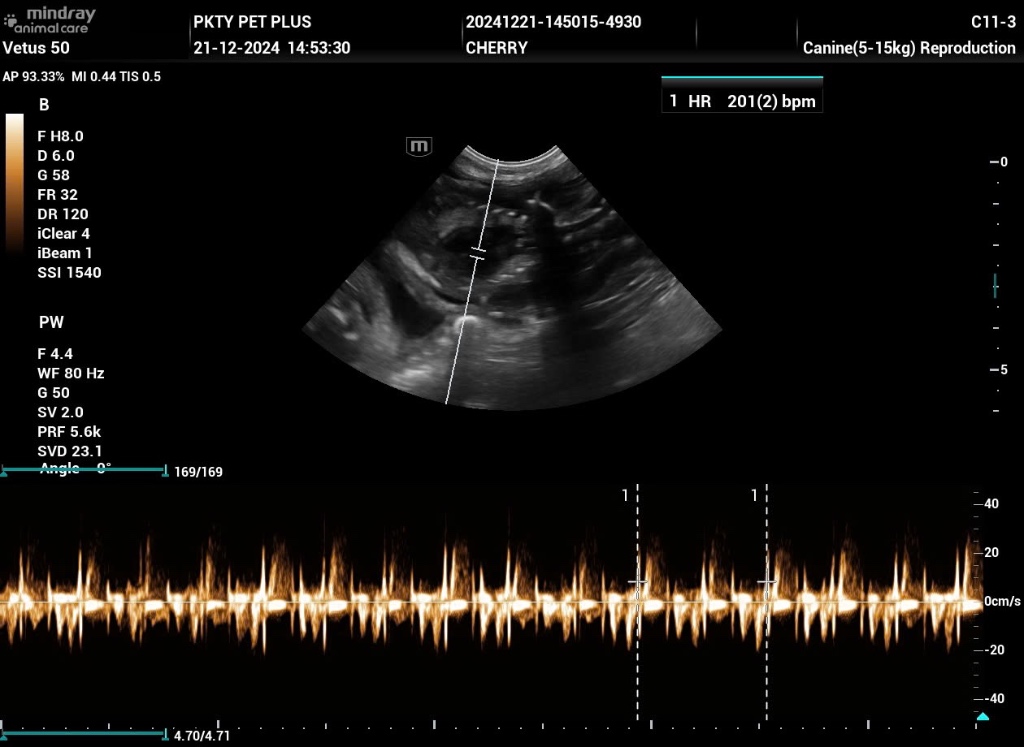 mindray
animal care
Vetus 50
PKTY PET PLUS
21-12-2024 14:53:30
20241221-145015-4930
CHERRY
C11-3
Canine(5-15kg) Reproduction
AP 93.33% MI 0.44 TIS 0.5
1 HR 201(2) bpm
B
F H8.0
D 6.0
G 58
FR 32
DR 120
iClear 4
iBeam 1
SSI 1540
m
0
5
PW
F 4.4
WF 80 Hz
G 50
SV 2.0
PRF 5.6k
SVD 23.1
Angle 0°
169/169
1 1
40
20
0cm/s
-20
-40
4.70/4.71